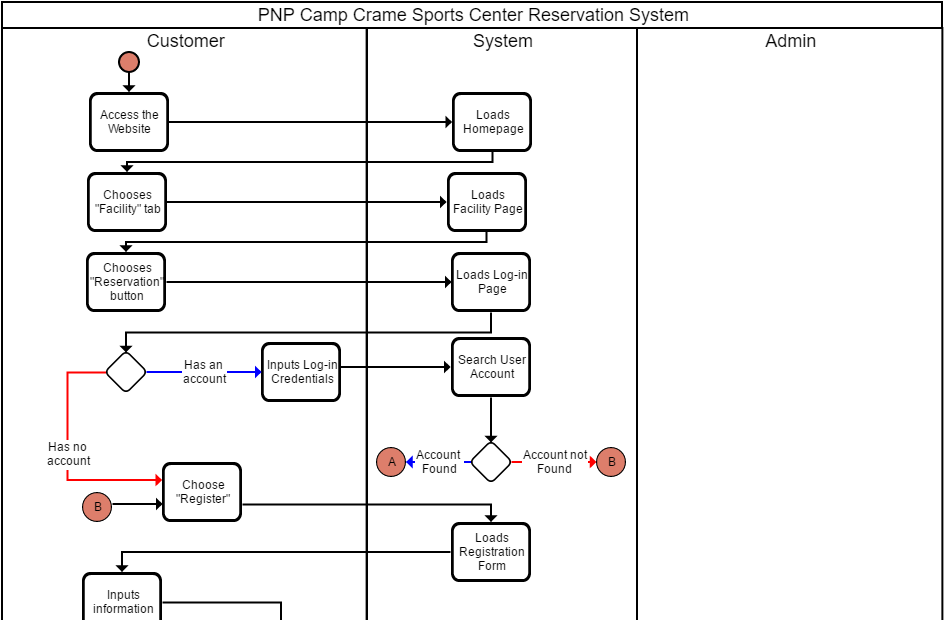 PNP Camp Crame Sports Center Reservation System
Customer
System
Admin
Access the
Website
Loads
Homepage
Chooses
"Facility" tab
Loads
Facility Page
Chooses
"Reservation"
button
Loads Log-in
Page
Has an
account
Inputs Log-in
Credentials
Search User
Account
Has no
account
A
Account
Found
Account not
Found
B
B
Choose
"Register"
Loads
Registration
Form
Inputs
information